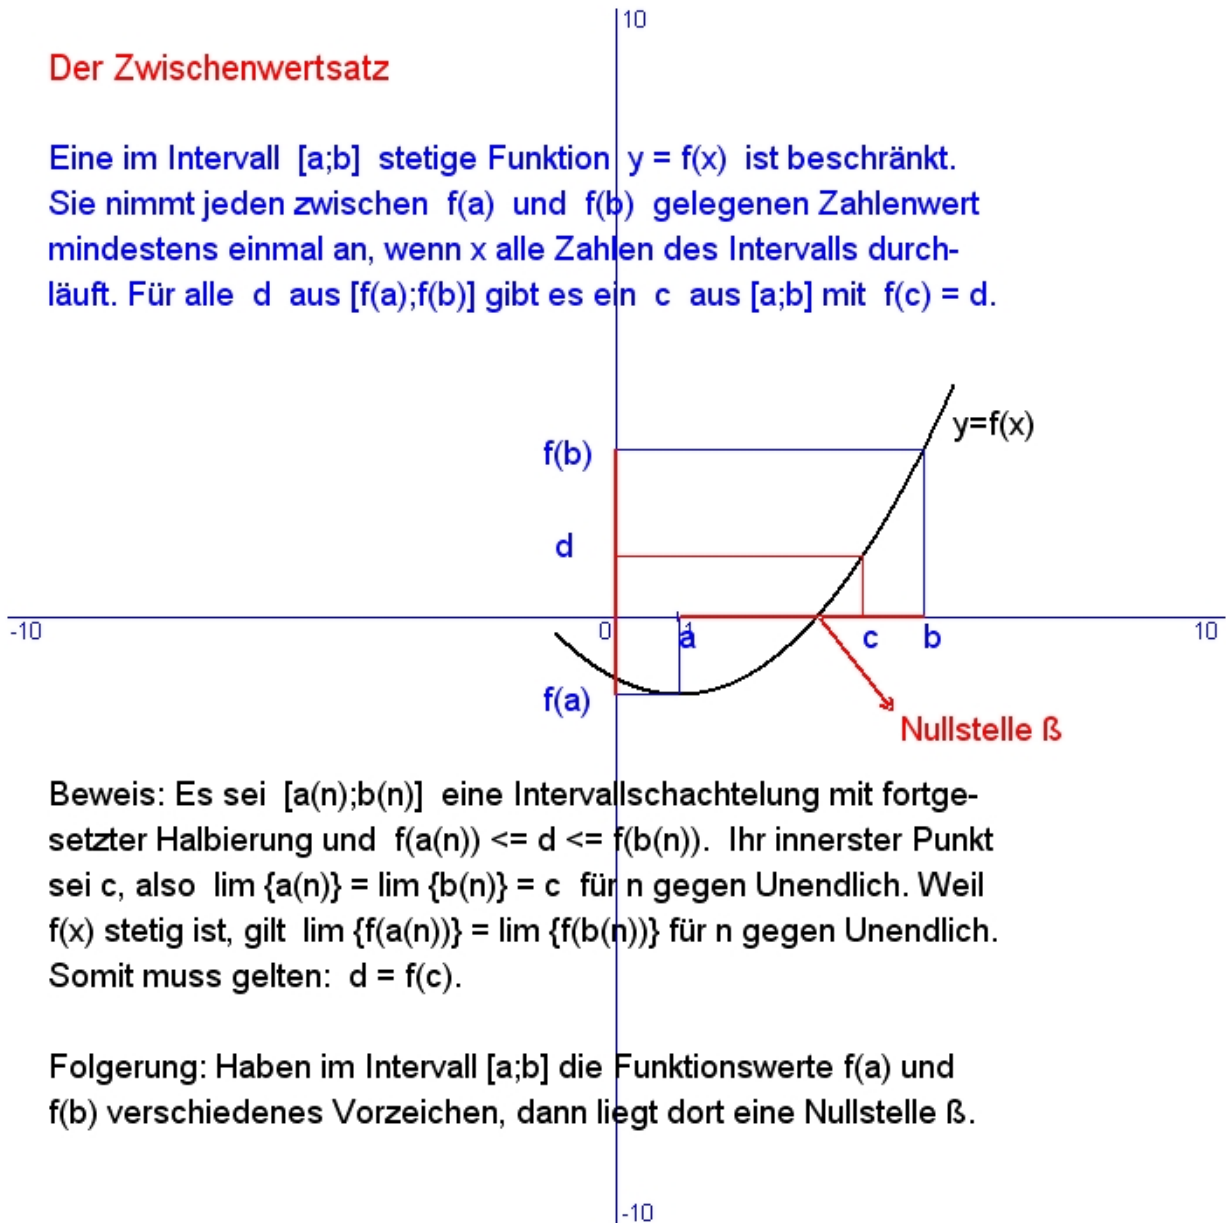 10
Der Zwischenwertsatz
Eine im Intervall [a;b] stetige Funktion y = f(x) ist beschränkt.
Sie nimmt jeden zwischen f(a) und f(b) gelegenen Zahlenwert
mindestens einmal an, wenn x alle Zahlen des Intervalls durch-
läuft. Für alle d aus [f(a);f(b)] gibt es ein c aus [a;b] mit f(c) = d.
y=f(x)
f(b)
d
-10 0 1 10
a c b
f(a)
Nullstelle ß
Beweis: Es sei [a(n);b(n)] eine Intervallschachtelung mit fortge-
setzter Halbierung und f(a(n)) <= d <= f(b(n)). Ihr innerster Punkt
sei c, also lim {a(n)} = lim {b(n)} = c für n gegen Unendlich. Weil
f(x) stetig ist, gilt lim {f(a(n))} = lim {f(b(n))} für n gegen Unendlich.
Somit muss gelten: d = f(c).
Folgerung: Haben im Intervall [a;b] die Funktionswerte f(a) und
f(b) verschiedenes Vorzeichen, dann liegt dort eine Nullstelle ß.
-10